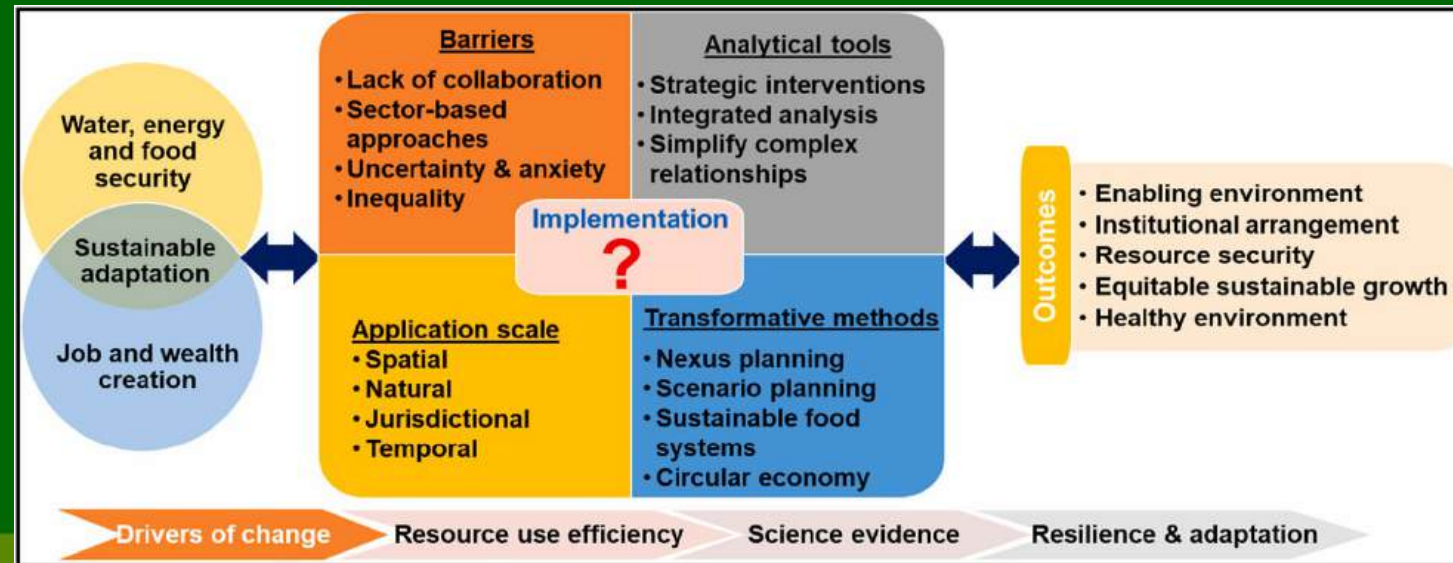 Water, energy
and food
security
Sustainable
adaptation
Job and wealth
creation
Barriers
• Lack of collaboration
• Sector-based
approaches
• Uncertainty & anxiety
• Inequality
Analytical tools
• Strategic interventions
• Integrated analysis
• Simplify complex
relationships
Implementation
?
Application scale
• Spatial
• Natural
• Jurisdictional
• Temporal
Transformative methods
• Nexus planning
• Scenario planning
• Sustainable food
systems
• Circular economy
Outcomes
• Enabling environment
• Institutional arrangement
• Resource security
• Equitable sustainable growth
• Healthy environment
Drivers of change
Resource use efficiency
Science evidence
Resilience & adaptation